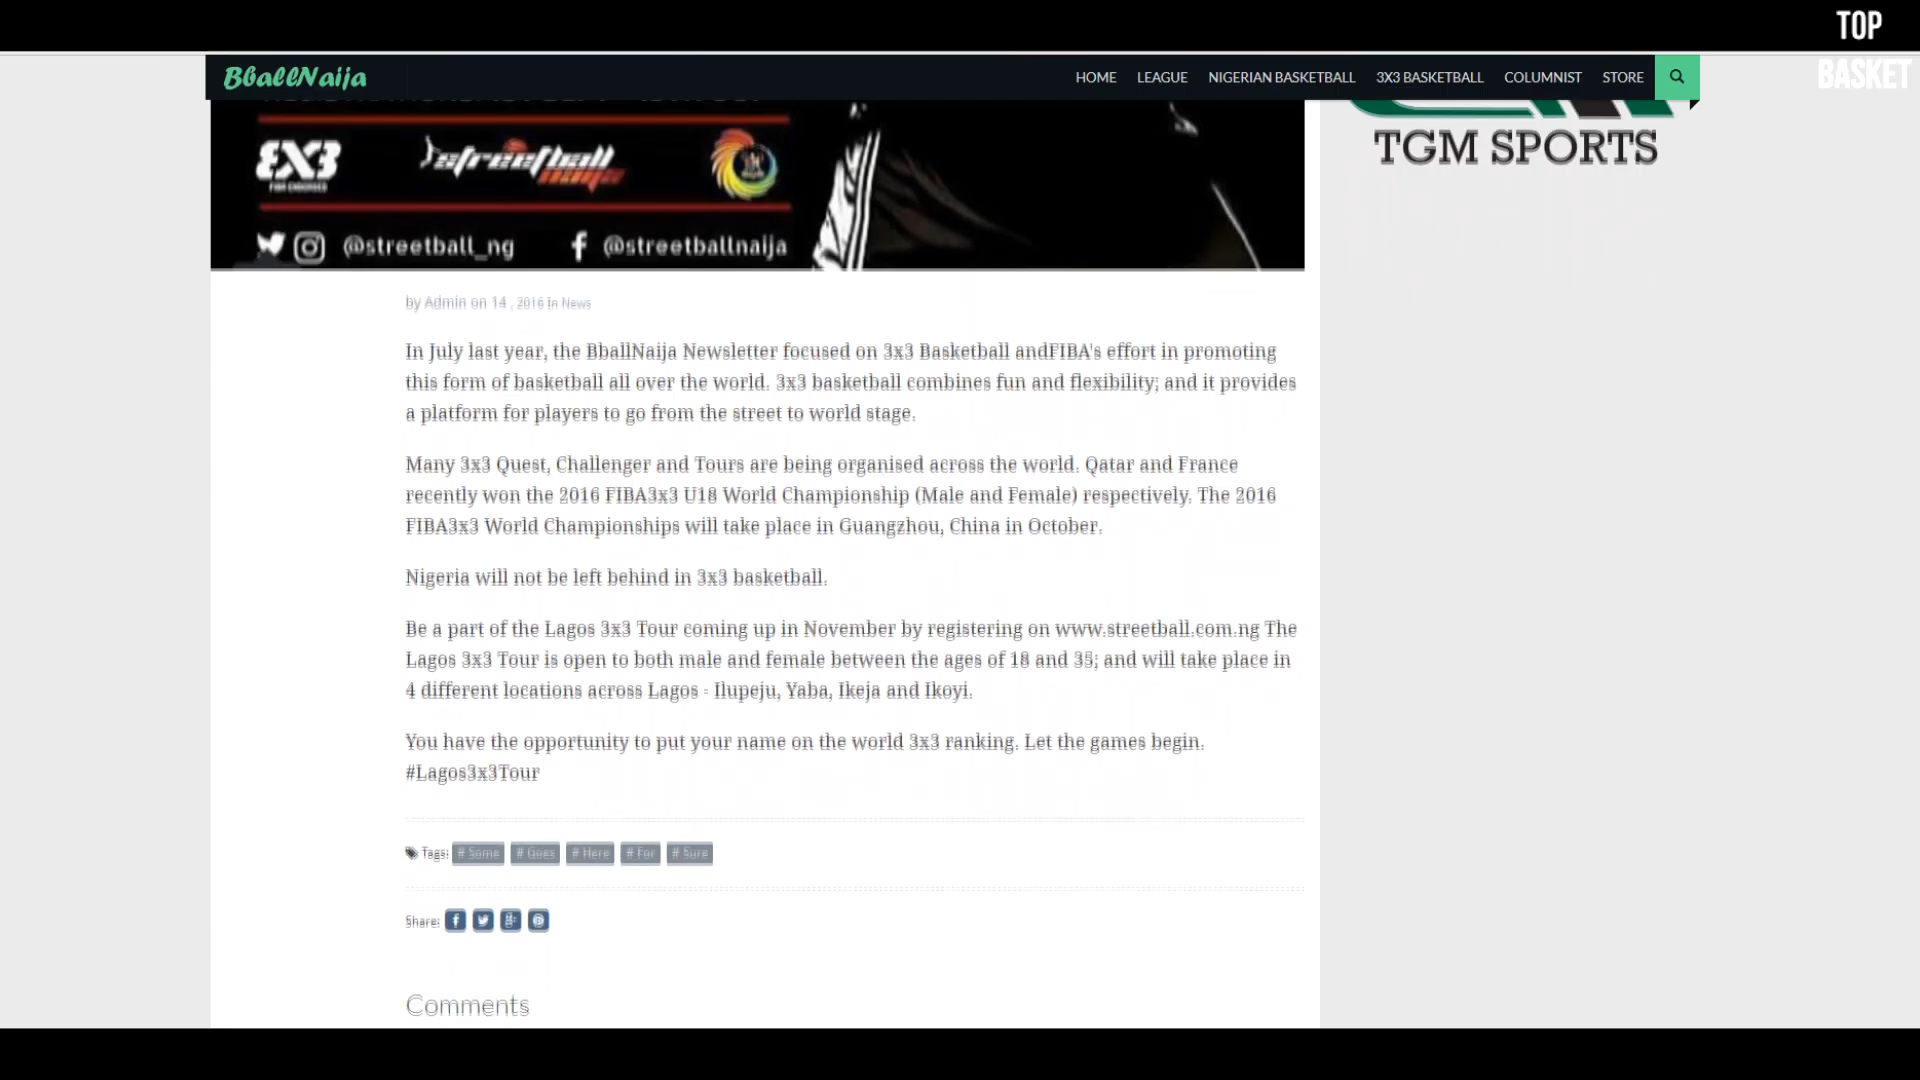 TOP
BASKET
BballNaija
HOME LEAGUE NIGERIAN BASKETBALL 3X3 BASKETBALL COLUMNIST STORE
3X3
streetball
naija
TGM SPORTS
@streetball_ng @streetballnaija
by Admin on 14 , 2016 In News
In July last year, the BballNaija Newsletter focused on 3x3 Basketball andFIBA's effort in promoting
this form of basketball all over the world. 3x3 basketball combines fun and flexibility; and it provides
a platform for players to go from the street to world stage.
Many 3x3 Quest, Challenger and Tours are being organised across the world. Qatar and France
recently won the 2016 FIBA3x3 U18 World Championship (Male and Female) respectively. The 2016
FIBA3x3 World Championships will take place in Guangzhou, China in October.
Nigeria will not be left behind in 3x3 basketball.
Be a part of the Lagos 3x3 Tour coming up in November by registering on www.streetball.com.ng The
Lagos 3x3 Tour is open to both male and female between the ages of 18 and 35; and will take place in
4 different locations across Lagos - Ilupeju, Yaba, Ikeja and Ikoyi.
You have the opportunity to put your name on the world 3x3 ranking. Let the games begin.
#Lagos3x3Tour
Tags: # Some # Goes # Here # For # Sure
Share:
Comments